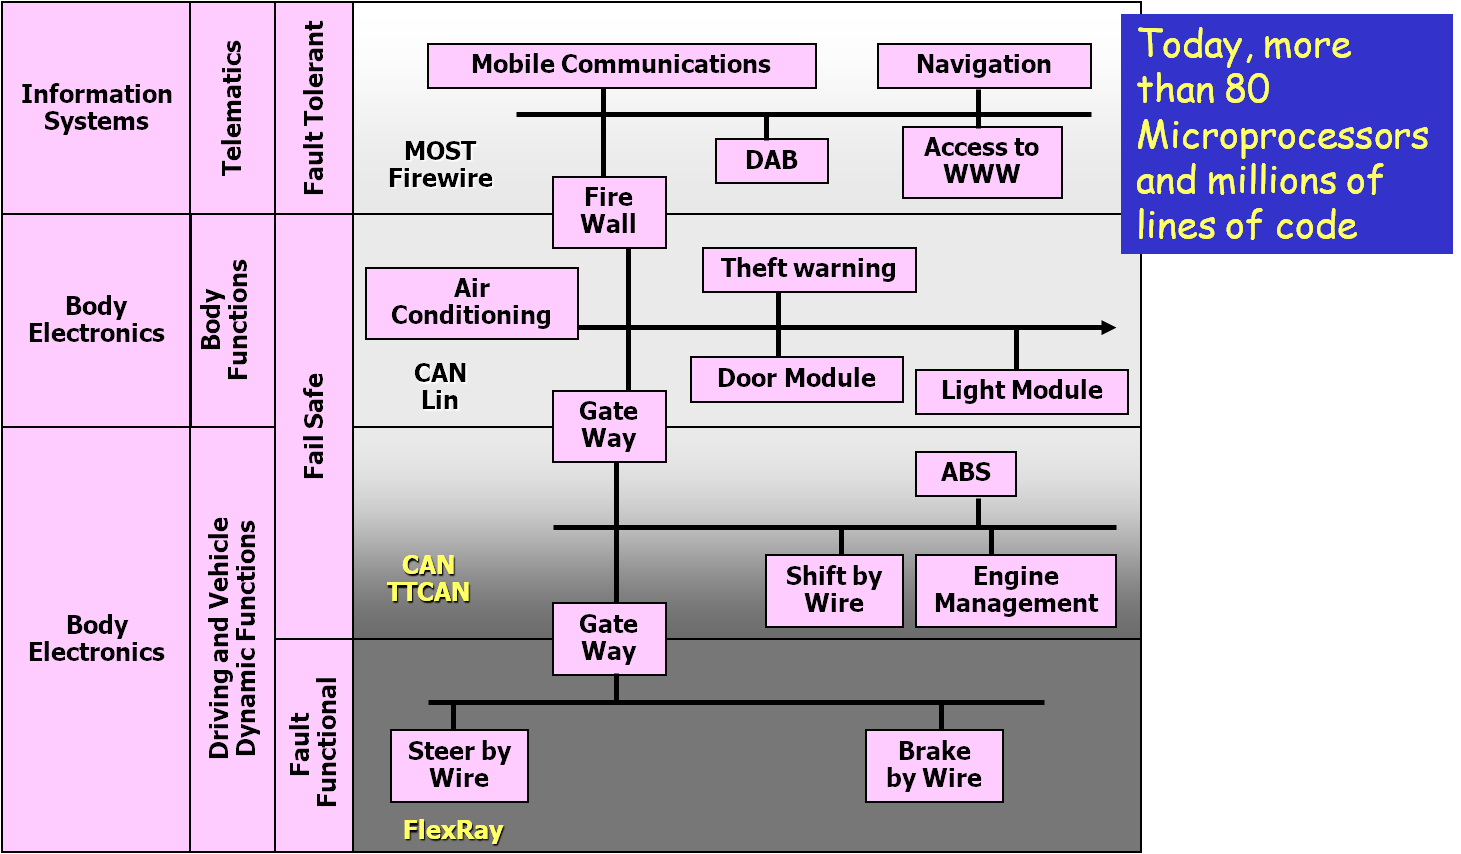 Information
Systems
Telematics
Fault Tolerant
Mobile Communications
Navigation
MOST
Firewire
DAB
Access to
WWW
Fire
Wall
Today, more
than 80
Microprocessors
and millions of
lines of code
Body
Electronics
Body
Functions
Fail Safe
Air
Conditioning
Theft warning
CAN
Lin
Door Module
Light Module
Gate
Way
Body
Electronics
Driving and Vehicle
Dynamic Functions
ABS
CAN
TTCAN
Shift by
Wire
Engine
Management
Gate
Way
Fault
Functional
Steer by
Wire
Brake
by Wire
FlexRay